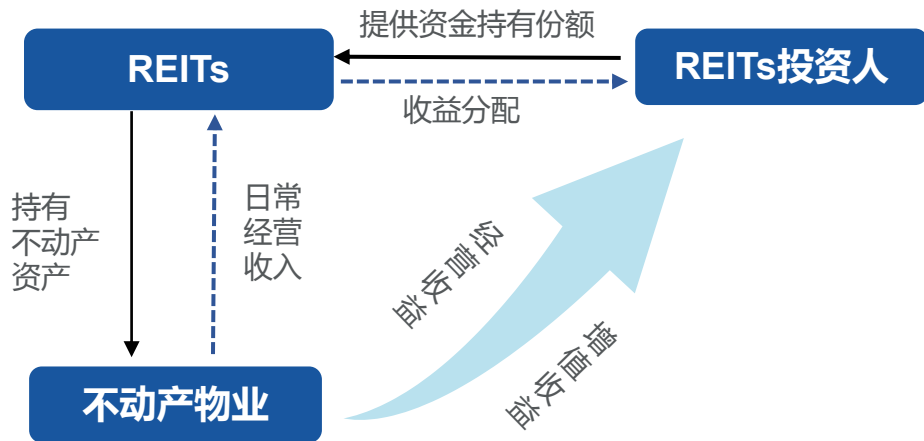 提供资金持有份额
REITs
REITs投资人
收益分配
持有
不动产
资产
日常
经营
收入
经营收益
增值收益
不动产物业